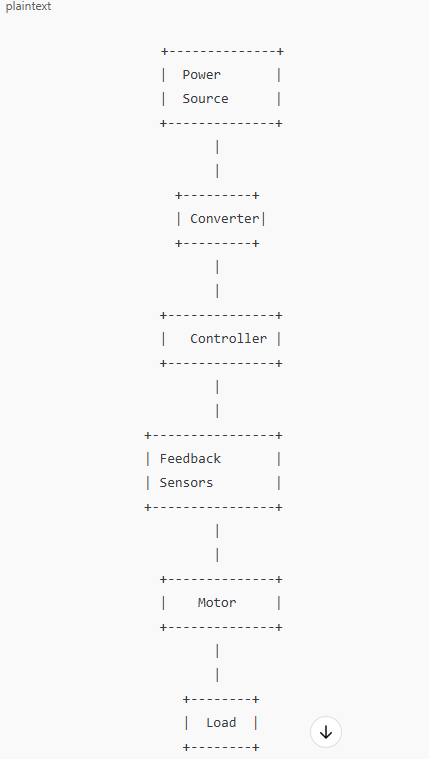 plaintext
+--------------+
|  Power       |
|  Source      |
+--------------+
|
|
+---------+
| Converter|
+---------+
|
|
+--------------+
|   Controller |
+--------------+
|
|
+----------------+
| Feedback       |
| Sensors        |
+----------------+
|
|
+--------------+
|    Motor     |
+--------------+
|
|
+--------+
|  Load  |
+--------+